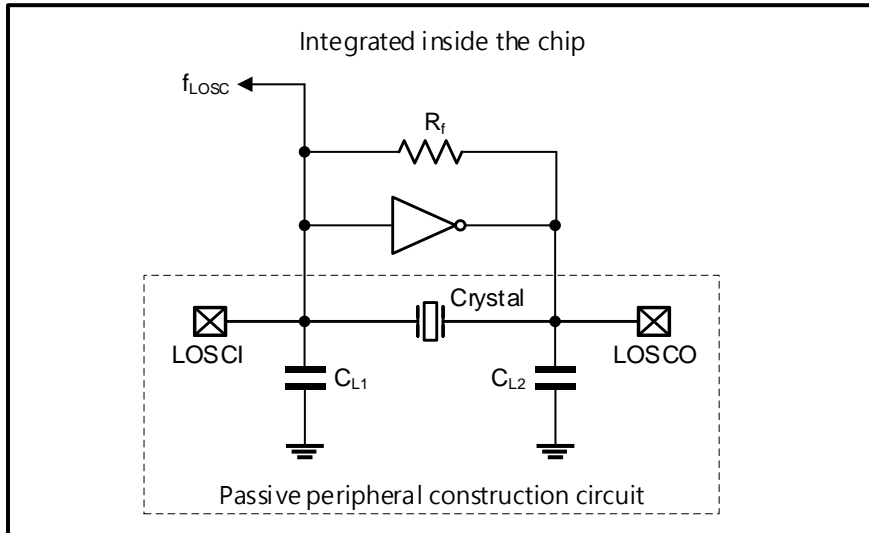 Integrated inside the chip
fLOSC
Rf
Crystal
LOSCI
LOSCO
CL1
CL2
Passive peripheral construction circuit